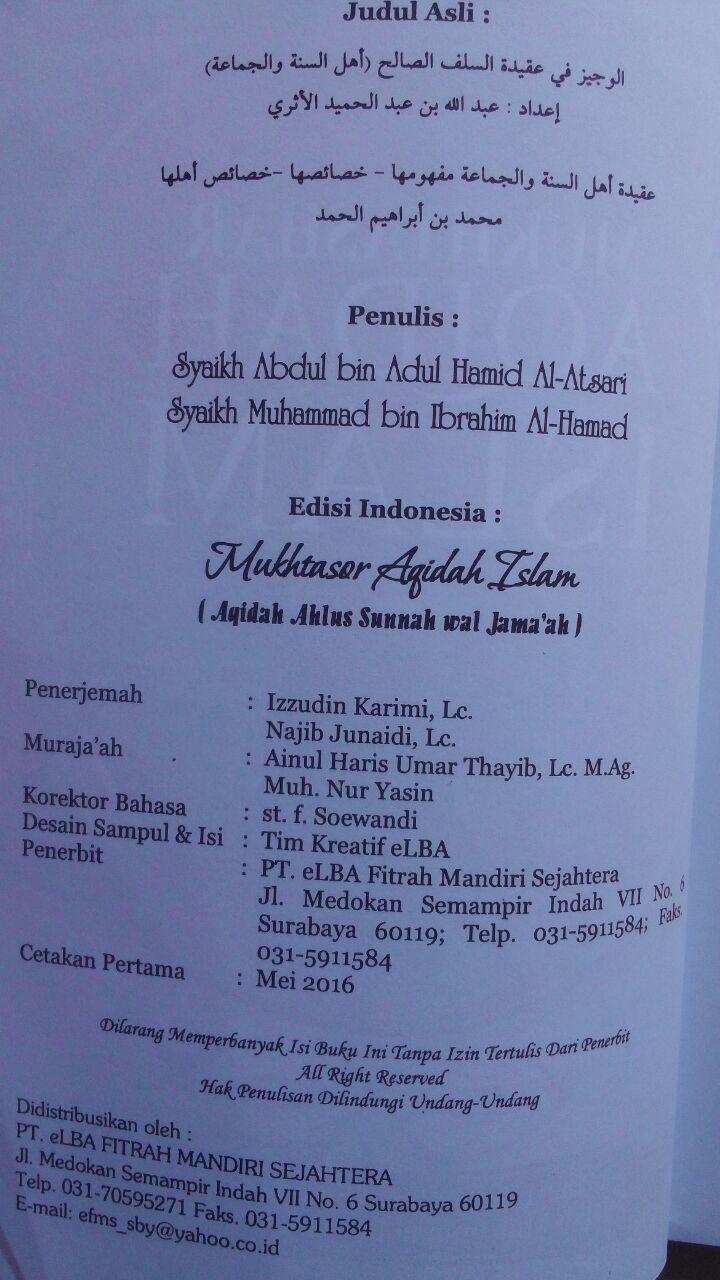 Judul Asli :
الوجيز في عقيدة السلف الصالح (أهل السنة والجماعة)
إعداد : عبد الله بن عبد الحميد الأثري
عقيدة أهل السنة والجماعة مفهومها - خصائصها -خصائص أهلها
محمد بن أبراهيم الحمد
Penulis :
Syaikh Abdul bin Adul Hamid Al-Atsari
Syaikh Muhammad bin Ibrahim Al-Hamad
Edisi Indonesia :
Mukhtasor Aqidah Islam
( Aqidah Ahlus Sunnah wal Jama'ah )
Penerjemah : Izzudin Karimi, Lc.
Najib Junaidi, Lc.
Muraja'ah : Ainul Haris Umar Thayib, Lc. M.Ag.
Muh. Nur Yasin
Korektor Bahasa : st. f. Soewandi
Desain Sampul & Isi : Tim Kreatif eLBA
Penerbit : PT. eLBA Fitrah Mandiri Sejahtera
Jl. Medokan Semampir Indah VII No. 6
Surabaya 60119; Telp. 031-5911584; Faks.
031-5911584
Cetakan Pertama : Mei 2016
Dilarang Memperbanyak Isi Buku Ini Tanpa Izin Tertulis Dari Penerbit
All Right Reserved
Hak Penulisan Dilindungi Undang-Undang
Didistribusikan oleh :
PT. eLBA FITRAH MANDIRI SEJAHTERA
Jl. Medokan Semampir Indah VII No. 6 Surabaya 60119
Telp. 031-70595271 Faks. 031-5911584
E-mail: efms_sby@yahoo.co.id